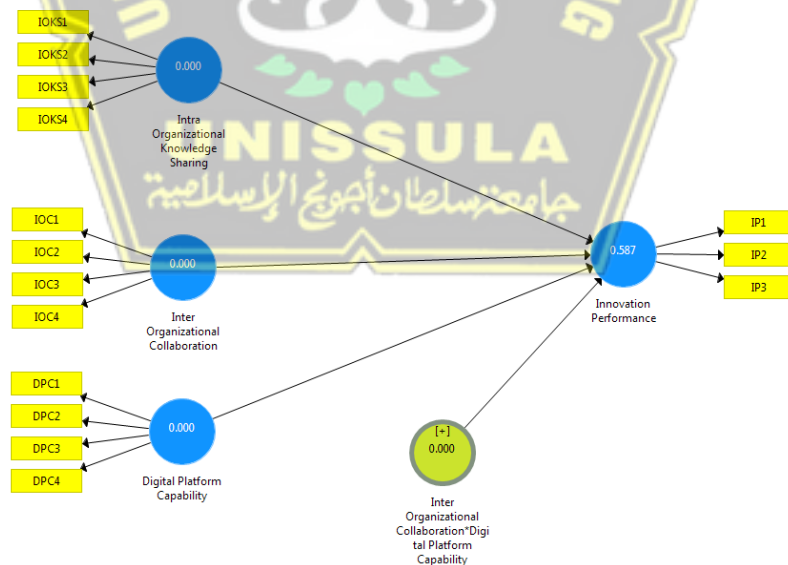 IOKS1
IOKS2
IOKS3
IOKS4
0.000
Intra
Organizational
Knowledge
Sharing
UNISSULA
جامعة سلطان أجونج الإسلامية
IOC1
IOC2
IOC3
IOC4
0.000
Inter
Organizational
Collaboration
0.587
Innovation
Performance
IP1
IP2
IP3
DPC1
DPC2
DPC3
DPC4
0.000
Digital Platform
Capability
[+]
0.000
Inter
Organizational
Collaboration*Digi
tal Platform
Capability